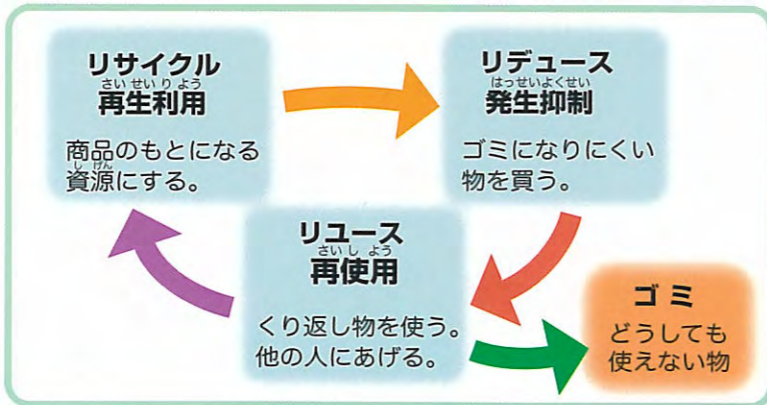 リサイクル
さいせいりよう
再生利用
商品のもとになる
しげん
資源にする。
リデュース
はっせいよくせい
発生抑制
ゴミになりにくい
物を買う。
リユース
さいしよう
再使用
くり返し物を使う。
他の人にあげる。
ゴミ
どうしても
使えない物